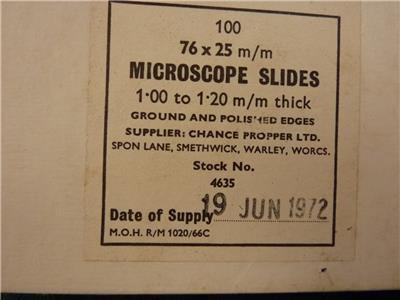 100
76 x 25 m/m
MICROSCOPE SLIDES
1·00 to 1·20 m/m thick
GROUND AND POLISHED EDGES
SUPPLIER: CHANCE PROPPER LTD.
SPON LANE, SMETHWICK, WARLEY, WORCS.
Stock No.
4635
Date of Supply 19 JUN 1972
M.O.H. R/M 1020/66C